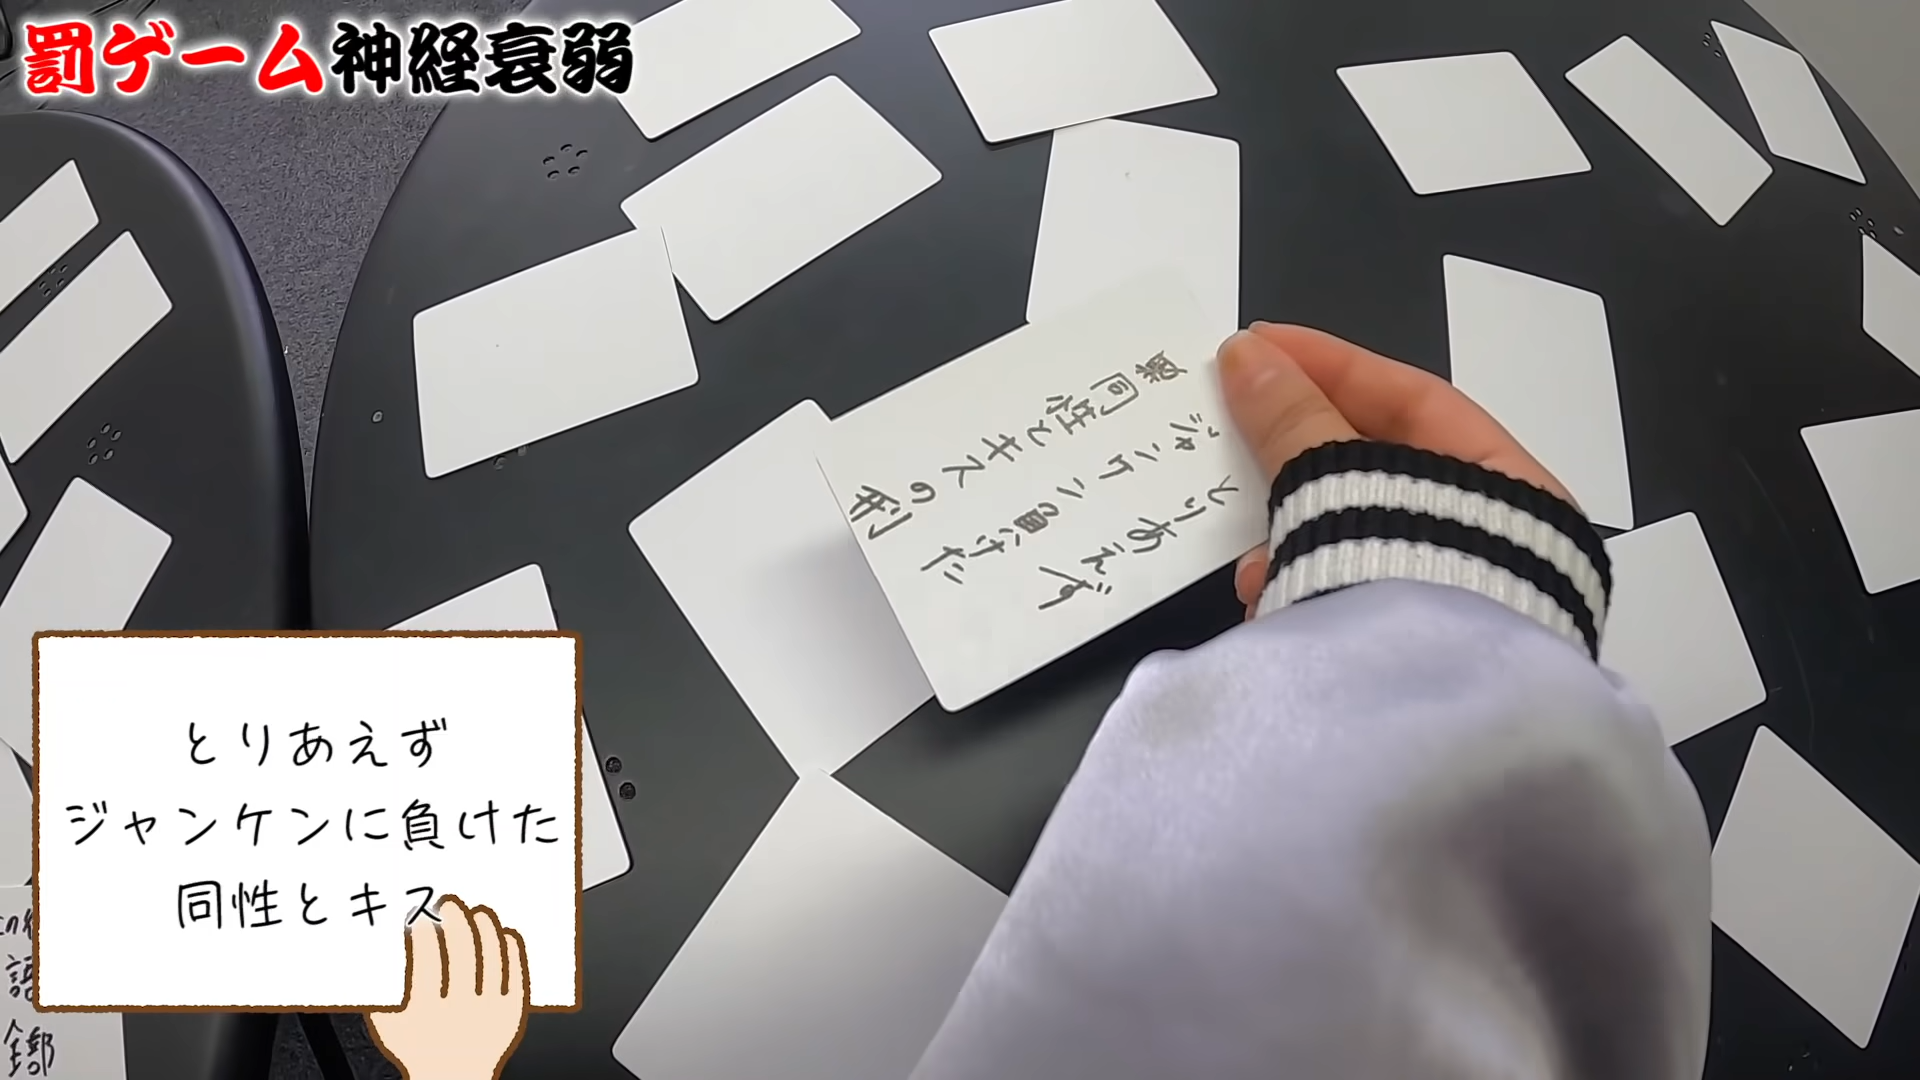 罰ゲーム神経衰弱
とりあえず
ジャンケン負けた
同性とキスの刑
とりあえず
ジャンケンに負けた
同性とキス